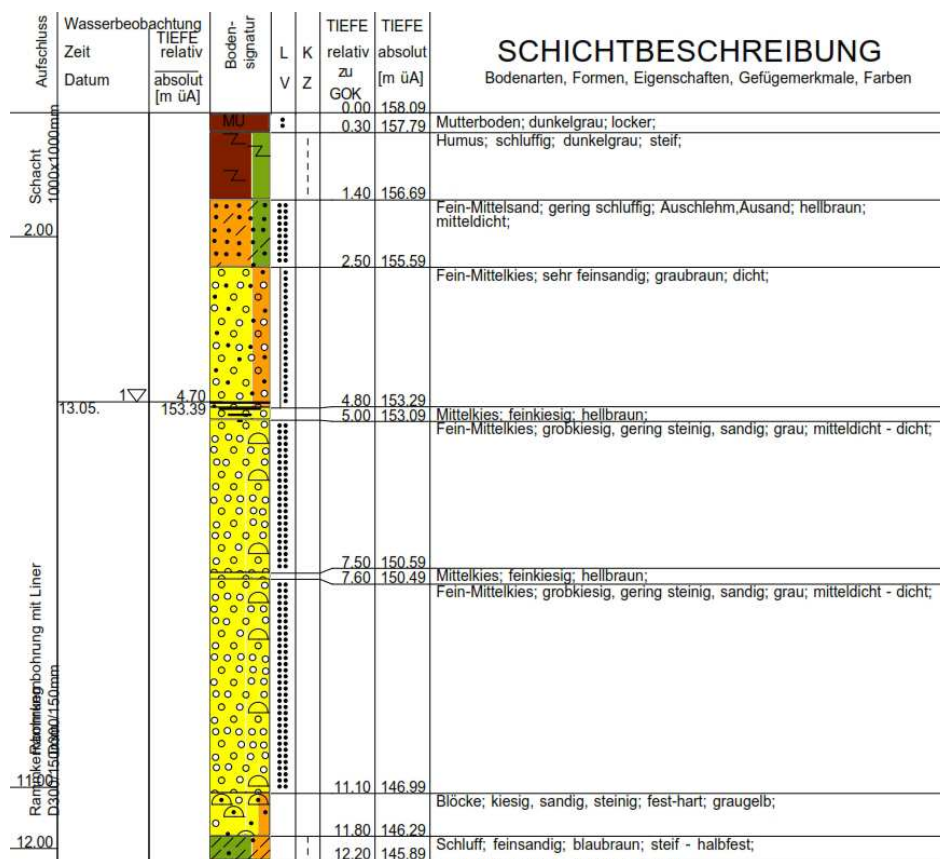 Aufschluss
Wasserbeobachtung
Zeit
Datum
TIEFE
relativ
absolut
[m üA]
Boden-
signatur
L K
V Z
TIEFE
relativ
zu
GOK
TIEFE
absolut
[m üA]
SCHICHTBESCHREIBUNG
Bodenarten, Formen, Eigenschaften, Gefügemerkmale, Farben
0.00 158.09
MU
0.30 157.79 Mutterboden; dunkelgrau; locker;
Humus; schluffig; dunkelgrau; steif;
Schacht
1000x1000mm
1.40 156.69
Fein-Mittelsand; gering schluffig; Auschlehm,Ausand; hellbraun;
mitteldicht;
2.00
2.50 155.59
Fein-Mittelkies; sehr feinsandig; graubraun; dicht;
1 4.70
13.05. 153.39
4.80 153.29
5.00 153.09 Mittelkies; feinkiesig; hellbraun;
Fein-Mittelkies; grobkiesig, gering steinig, sandig; grau; mitteldicht - dicht;
7.50 150.59
7.60 150.49 Mittelkies; feinkiesig; hellbraun;
Fein-Mittelkies; grobkiesig, gering steinig, sandig; grau; mitteldicht - dicht;
mit Liner
11.00
11.10 146.99
Blöcke; kiesig, sandig, steinig; fest-hart; graugelb;
11.80 146.29
12.00
Schluff; feinsandig; blaubraun; steif - halbfest;
12.20 145.89